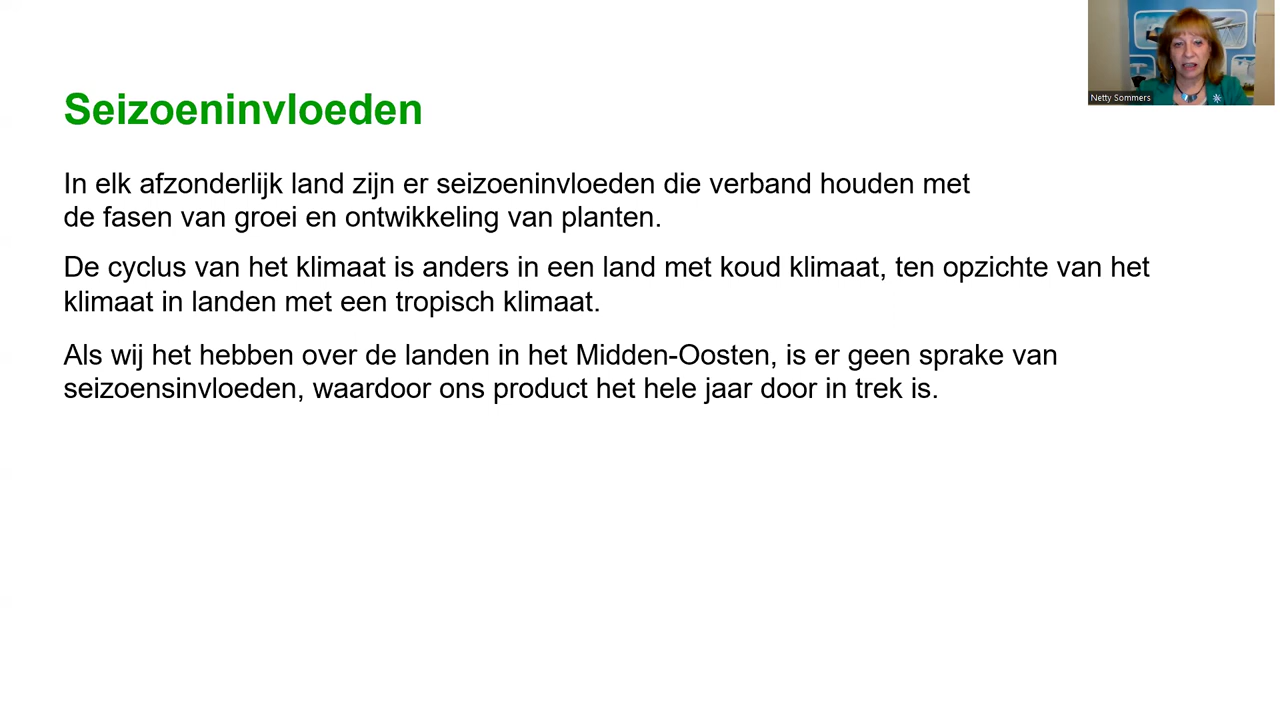 Seizoeninvloeden
In elk afzonderlijk land zijn er seizoeninvloeden die verband houden met
de fasen van groei en ontwikkeling van planten.
De cyclus van het klimaat is anders in een land met koud klimaat, ten opzichte van het
klimaat in landen met een tropisch klimaat.
Als wij het hebben over de landen in het Midden-Oosten, is er geen sprake van
seizoensinvloeden, waardoor ons product het hele jaar door in trek is.
Netty Sommers